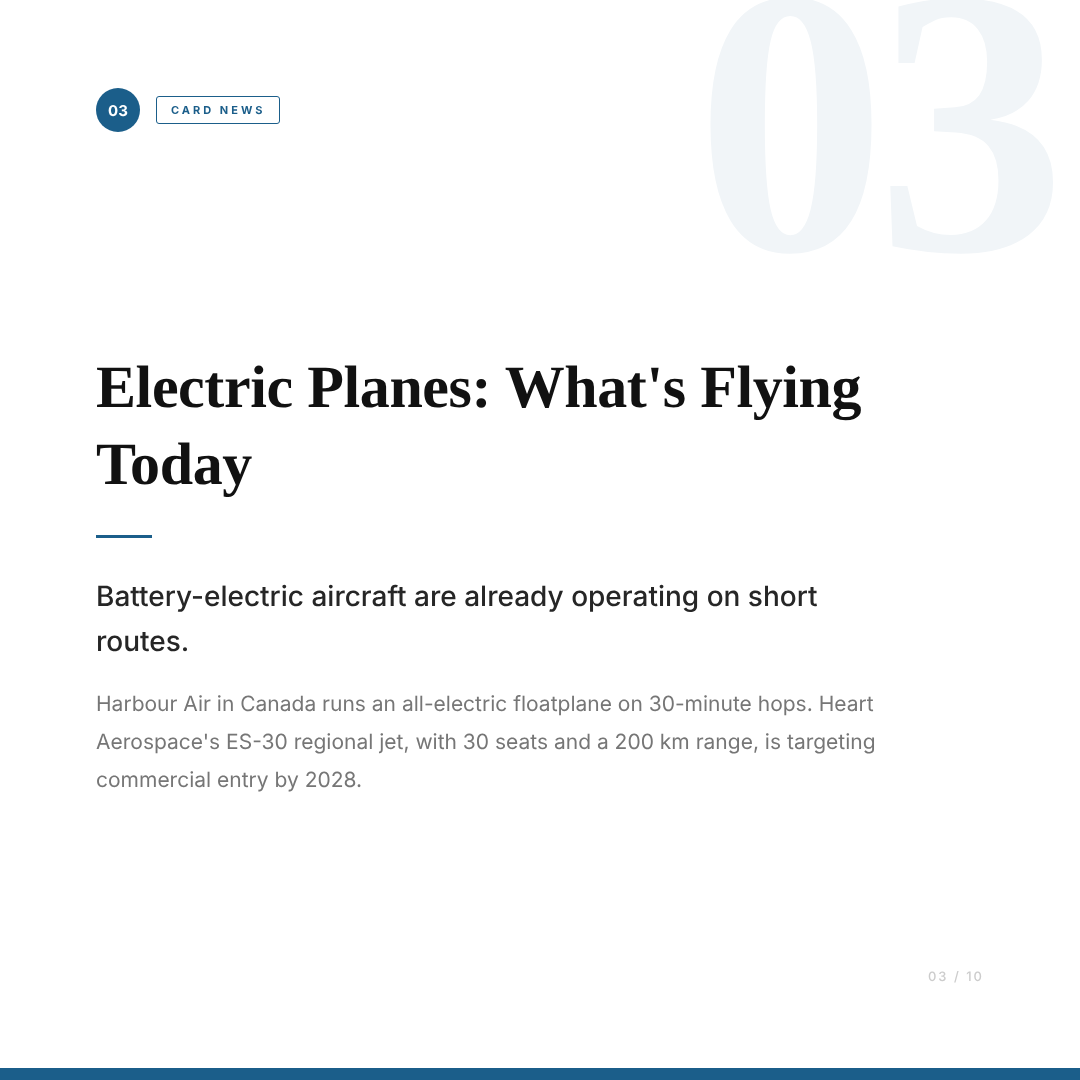 03
03
CARD NEWS
Electric Planes: What's Flying
Today
Battery-electric aircraft are already operating on short
routes.
Harbour Air in Canada runs an all-electric floatplane on 30-minute hops. Heart
Aerospace's ES-30 regional jet, with 30 seats and a 200 km range, is targeting
commercial entry by 2028.
03 / 10